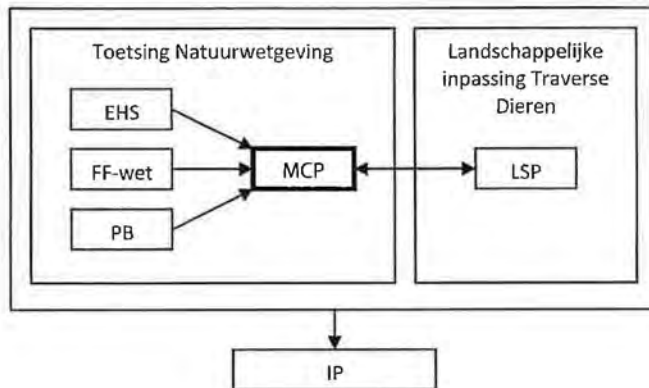 Toetsing Natuurwetgeving
EHS
FF-wet
PB
MCP
Landschappelijke
inpassing Traverse
Dieren
LSP
IP